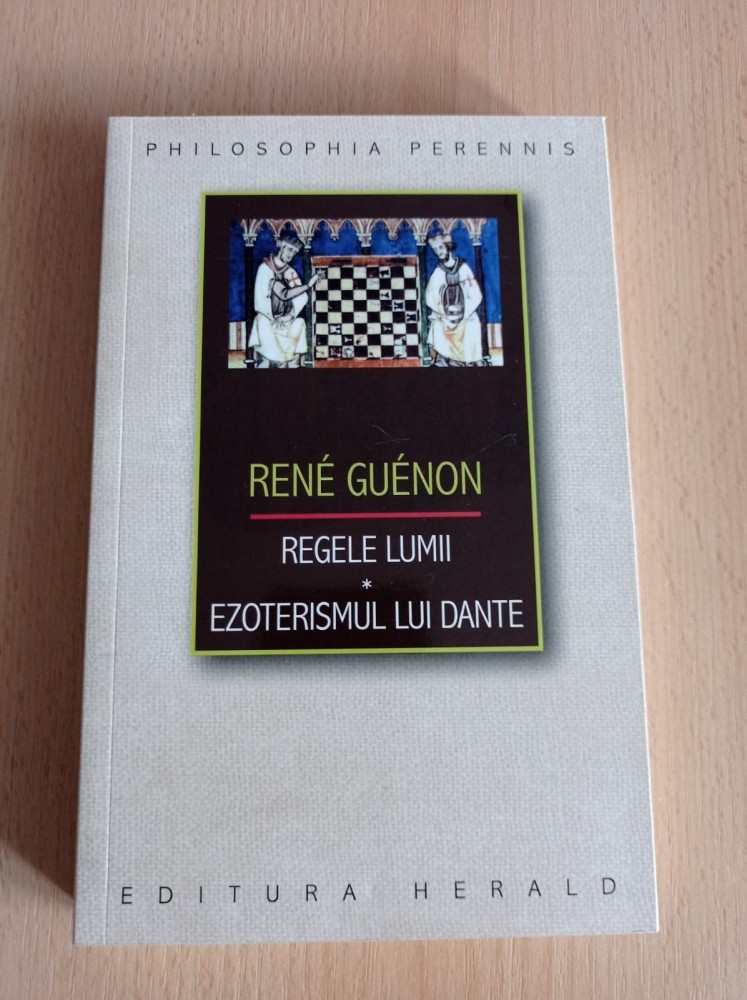 PHILOSOPHIA PERENNIS
RENÉ GUÉNON
REGELE LUMII
*
EZOTERISMUL LUI DANTE
EDITURA HERALD